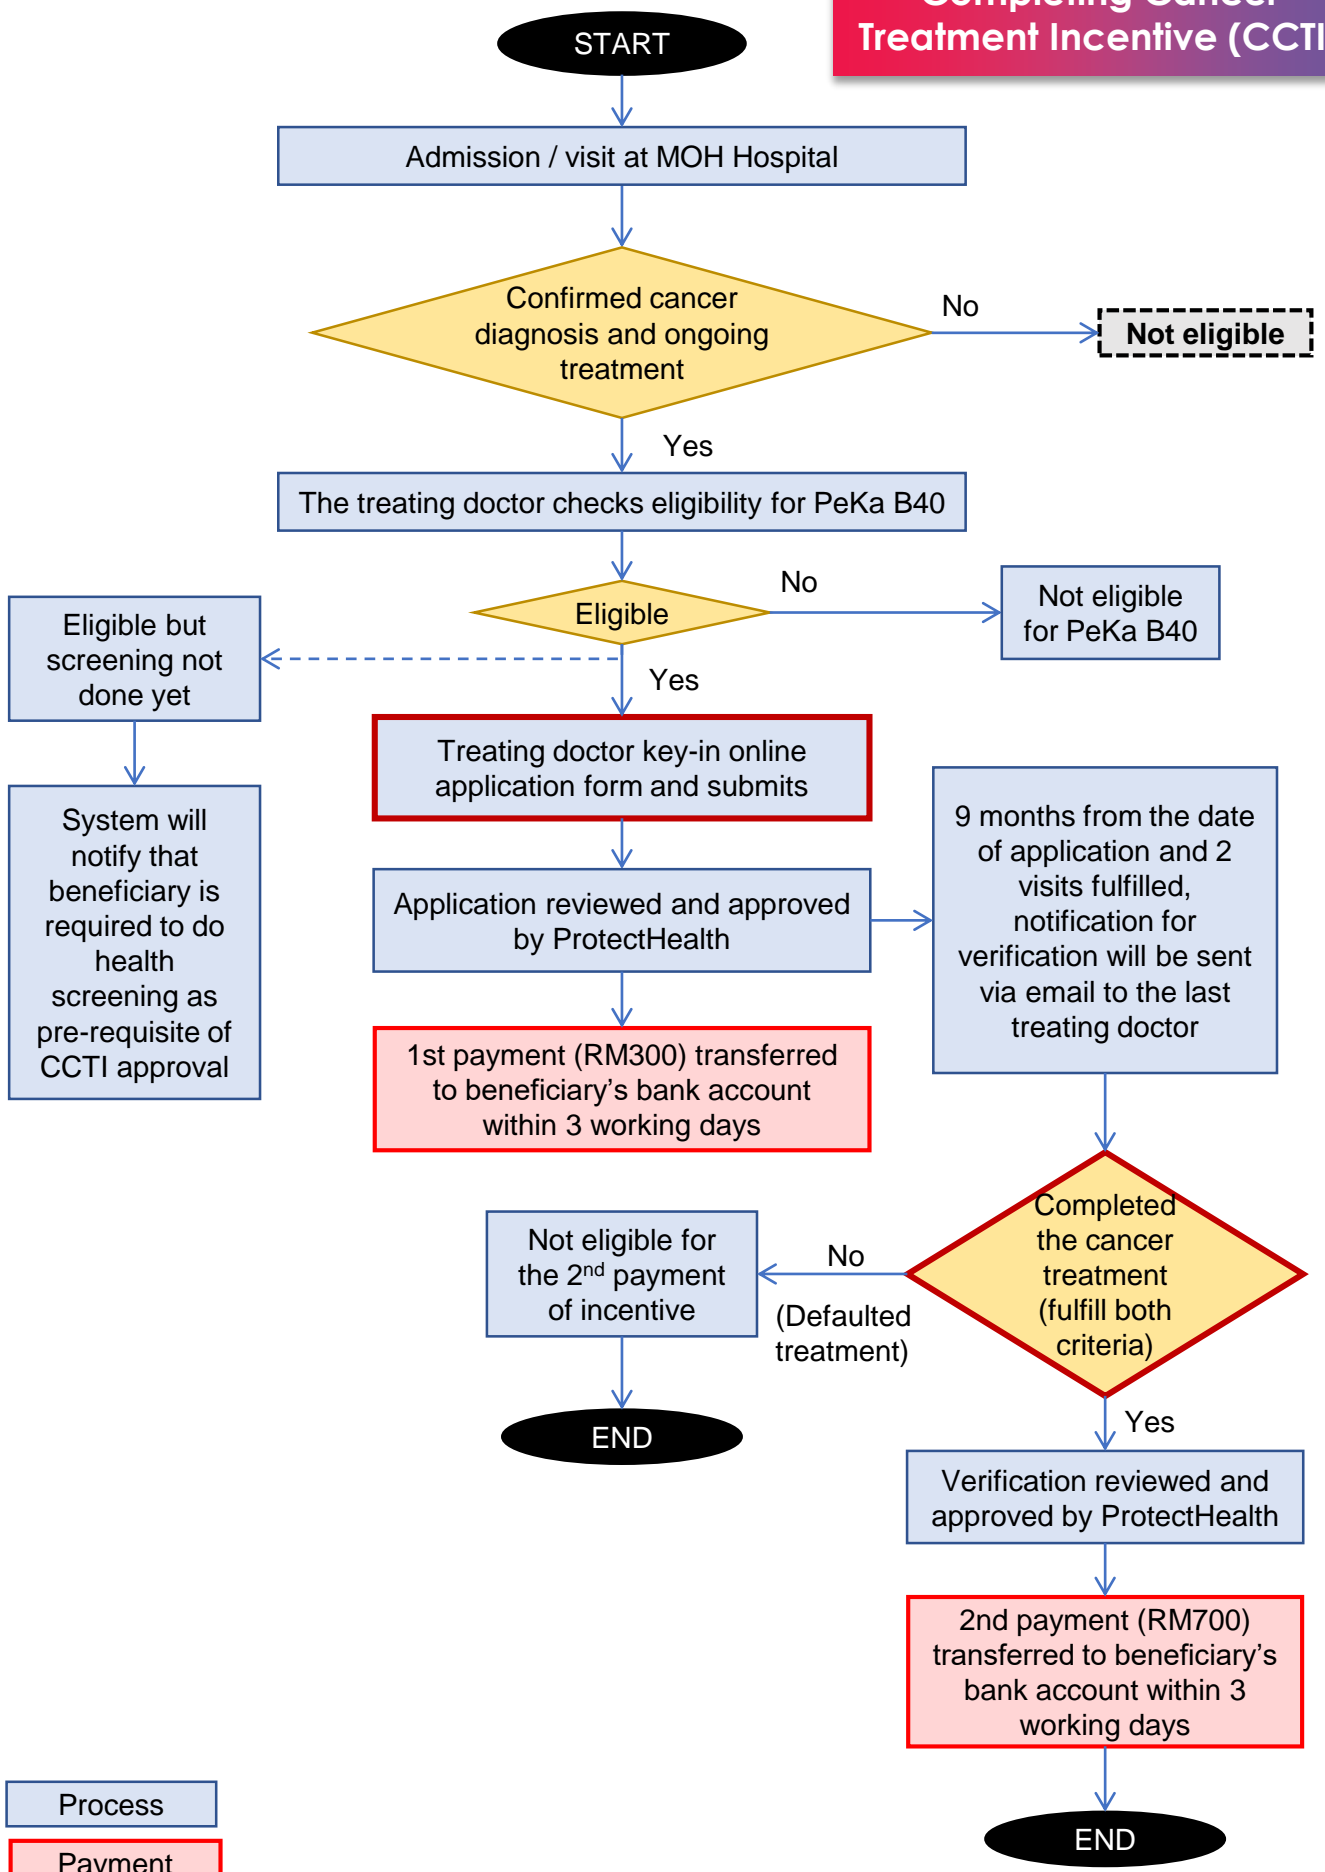 Completing Cancer
Treatment Incentive (CCTI
START
Admission / visit at MOH Hospital
Confirmed cancer
diagnosis and ongoing
treatment
No
Not eligible
Yes
The treating doctor checks eligibility for PeKa B40
Eligible
No
Not eligible
for PeKa B40
Eligible but
screening not
done yet
Yes
System will
notify that
beneficiary is
required to do
health
screening as
pre-requisite of
CCTI approval
Treating doctor key-in online
application form and submits
Application reviewed and approved
by ProtectHealth
1st payment (RM300) transferred
to beneficiary's bank account
within 3 working days
9 months from the date
of application and 2
visits fulfilled,
notification for
verification will be sent
via email to the last
treating doctor
Completed
the cancer
treatment
(fulfill both
criteria)
No
(Defaulted
treatment)
Not eligible for
the 2nd payment
of incentive
END
Yes
Verification reviewed and
approved by ProtectHealth
2nd payment (RM700)
transferred to beneficiary's
bank account within 3
working days
END
Process
Payment